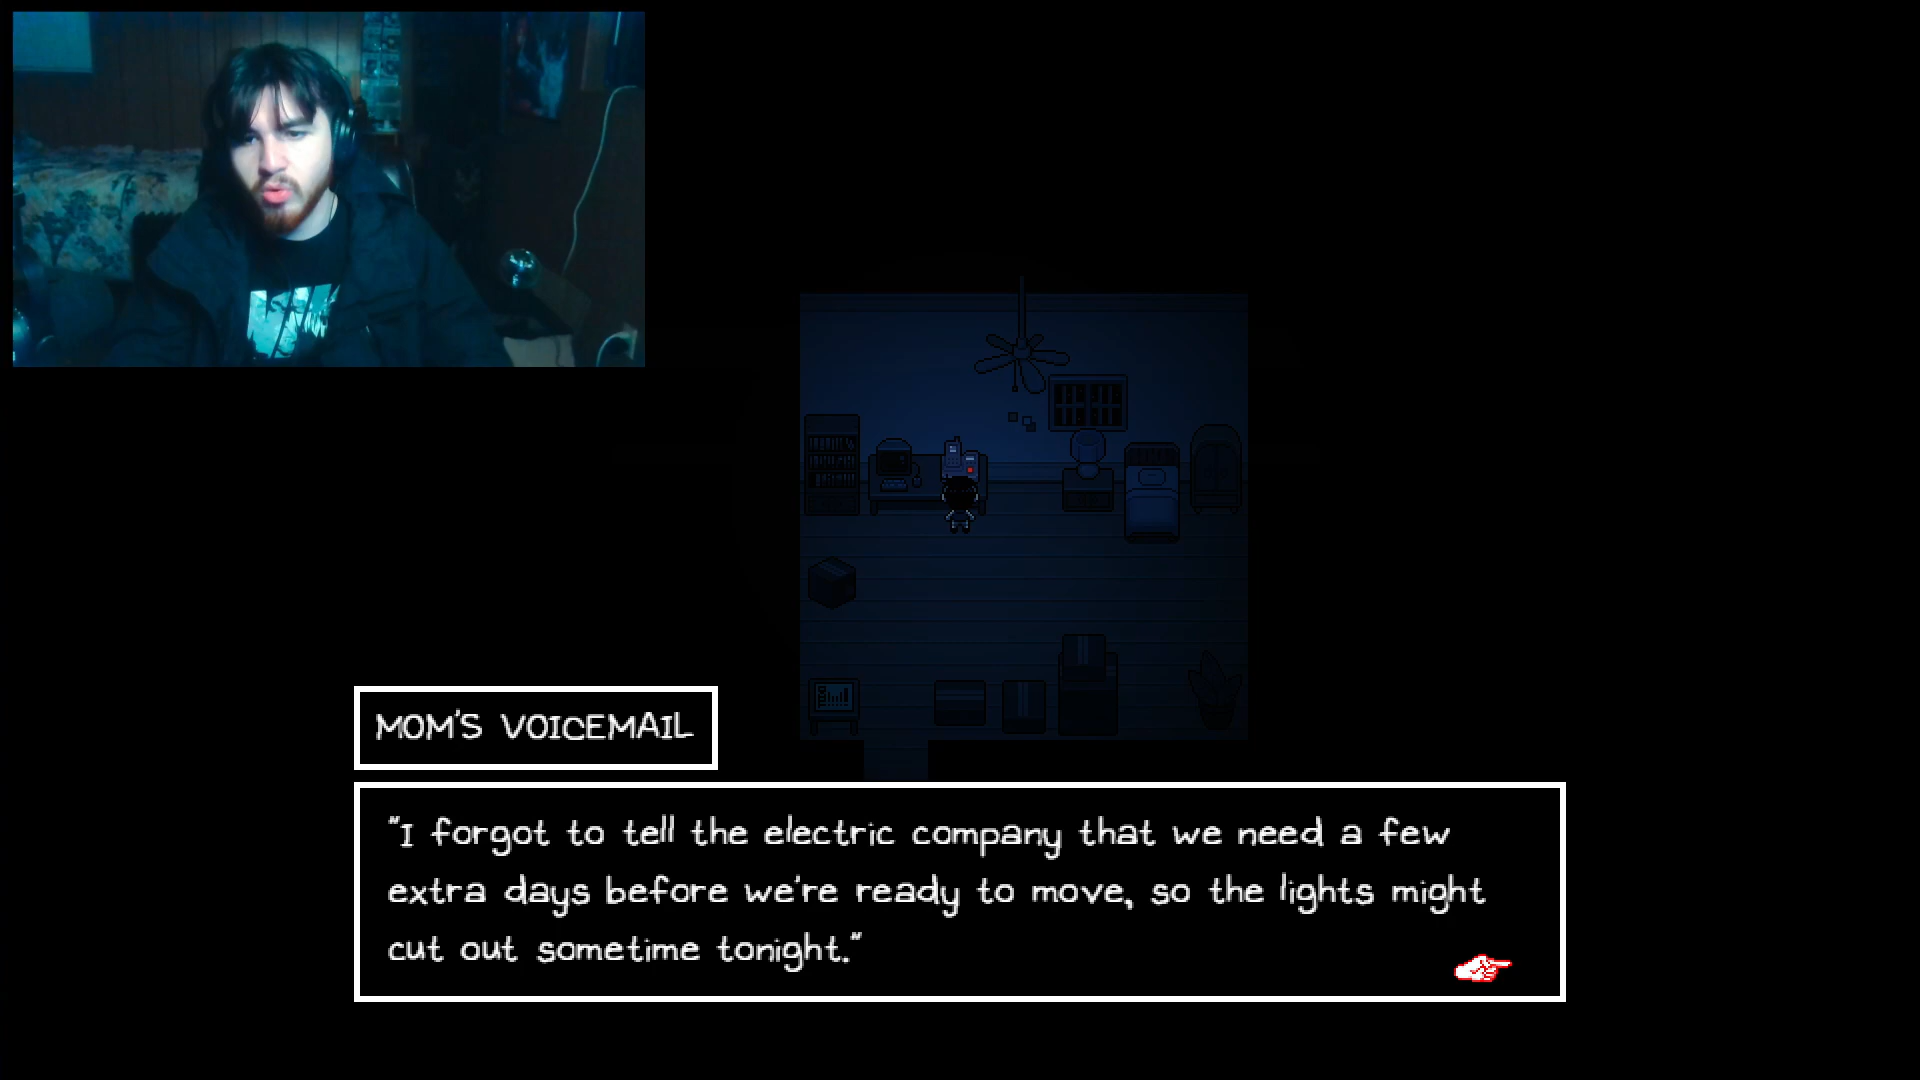 MOM'S VOICEMAIL
"I forgot to tell the electric company that we need a few
extra days before we're ready to move, so the lights might
cut out sometime tonight."